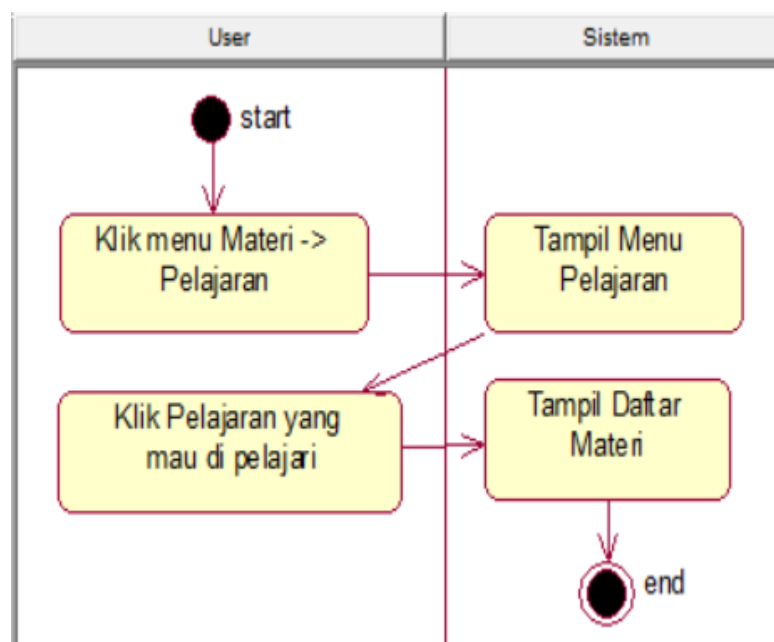 User
Sistem
start
Klik menu Materi ->
Pelajaran
Tampil Menu
Pelajaran
Klik Pelajaran yang
mau di pelajari
Tampil Daftar
Materi
end